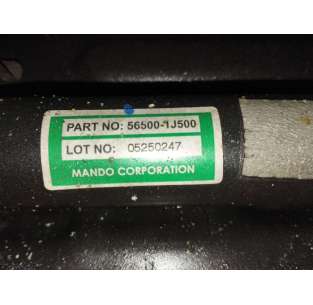 PART NO: 56500-1J500
LOT NO: 05250247
MANDO CORPORATION